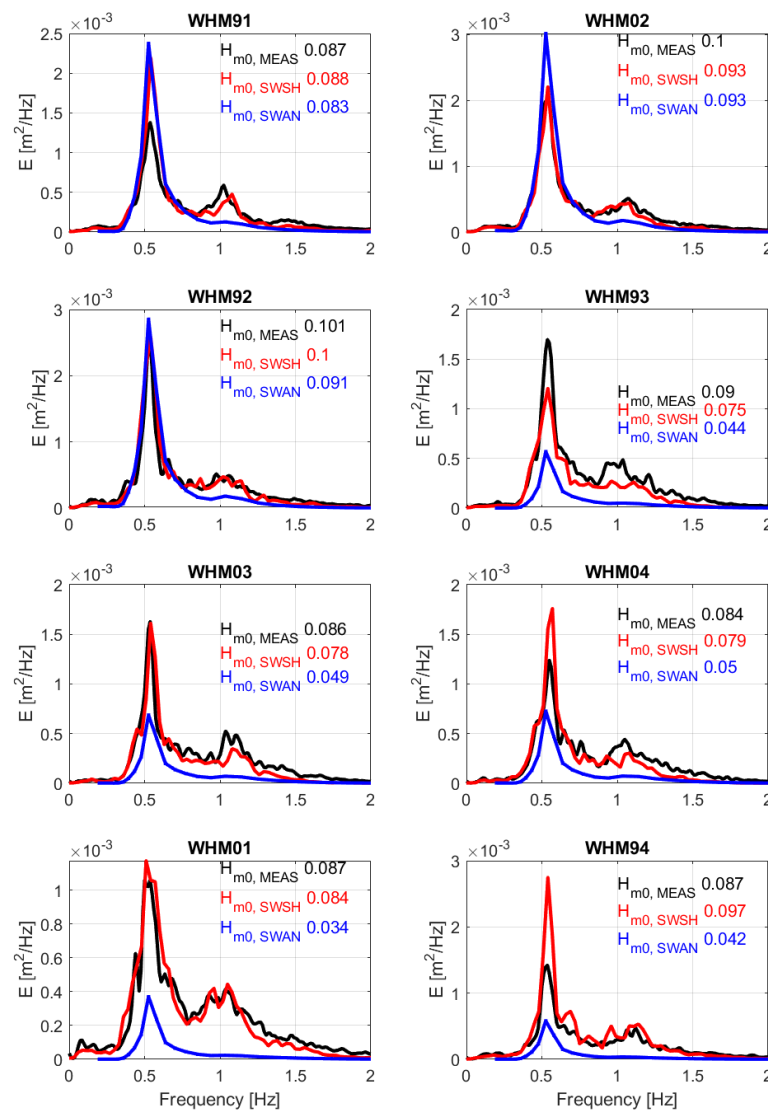 ×10⁻³ WHM91
E [m²/Hz]
2.5
2
1.5
1
0.5
0
0 0.5 1 1.5 2
H_m0, MEAS 0.087
H_m0, SWSH 0.088
H_m0, SWAN 0.083
×10⁻³ WHM02
E [m²/Hz]
3
2
1
0
0 0.5 1 1.5 2
H_m0, MEAS 0.1
H_m0, SWSH 0.093
H_m0, SWAN 0.093
×10⁻³ WHM92
E [m²/Hz]
3
2
1
0
0 0.5 1 1.5 2
H_m0, MEAS 0.101
H_m0, SWSH 0.1
H_m0, SWAN 0.091
×10⁻³ WHM93
E [m²/Hz]
2
1.5
1
0.5
0
0 0.5 1 1.5 2
H_m0, MEAS 0.09
H_m0, SWSH 0.075
H_m0, SWAN 0.044
×10⁻³ WHM03
E [m²/Hz]
2
1.5
1
0.5
0
0 0.5 1 1.5 2
H_m0, MEAS 0.086
H_m0, SWSH 0.078
H_m0, SWAN 0.049
×10⁻³ WHM04
E [m²/Hz]
2
1.5
1
0.5
0
0 0.5 1 1.5 2
H_m0, MEAS 0.084
H_m0, SWSH 0.079
H_m0, SWAN 0.05
×10⁻³ WHM01
E [m²/Hz]
1
0.8
0.6
0.4
0.2
0
0 0.5 1 1.5 2
Frequency [Hz]
H_m0, MEAS 0.087
H_m0, SWSH 0.084
H_m0, SWAN 0.034
×10⁻³ WHM94
E [m²/Hz]
3
2
1
0
0 0.5 1 1.5 2
Frequency [Hz]
H_m0, MEAS 0.087
H_m0, SWSH 0.097
H_m0, SWAN 0.042